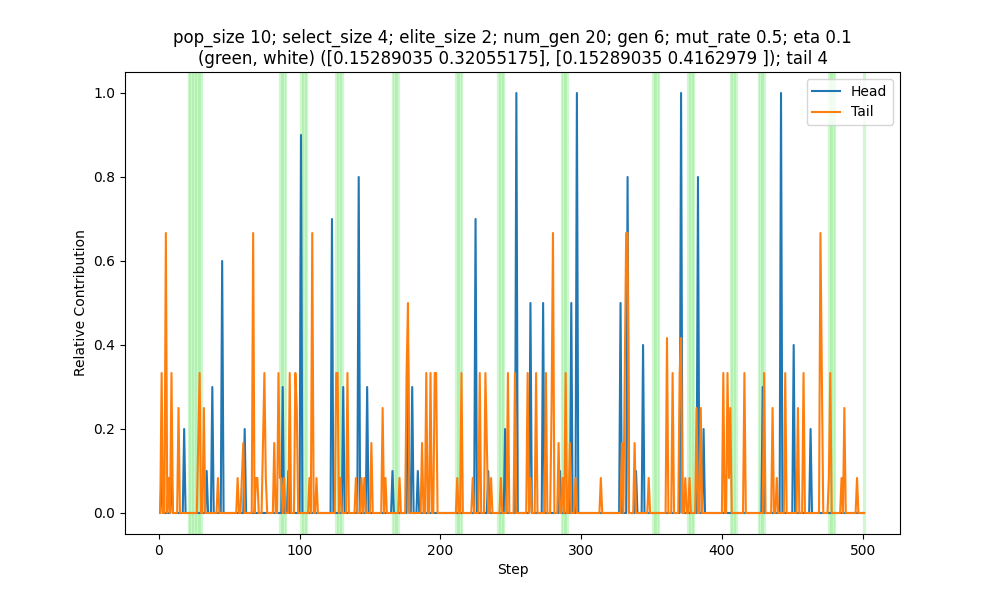 pop_size 10; select_size 4; elite_size 2; num_gen 20; gen 6; mut_rate 0.5; eta 0.1
(green, white) ([0.15289035 0.32055175], [0.15289035 0.4162979 ]); tail 4
Head
Tail
Relative Contribution
1.0
0.8
0.6
0.4
0.2
0.0
0
100
200
300
400
500
Step